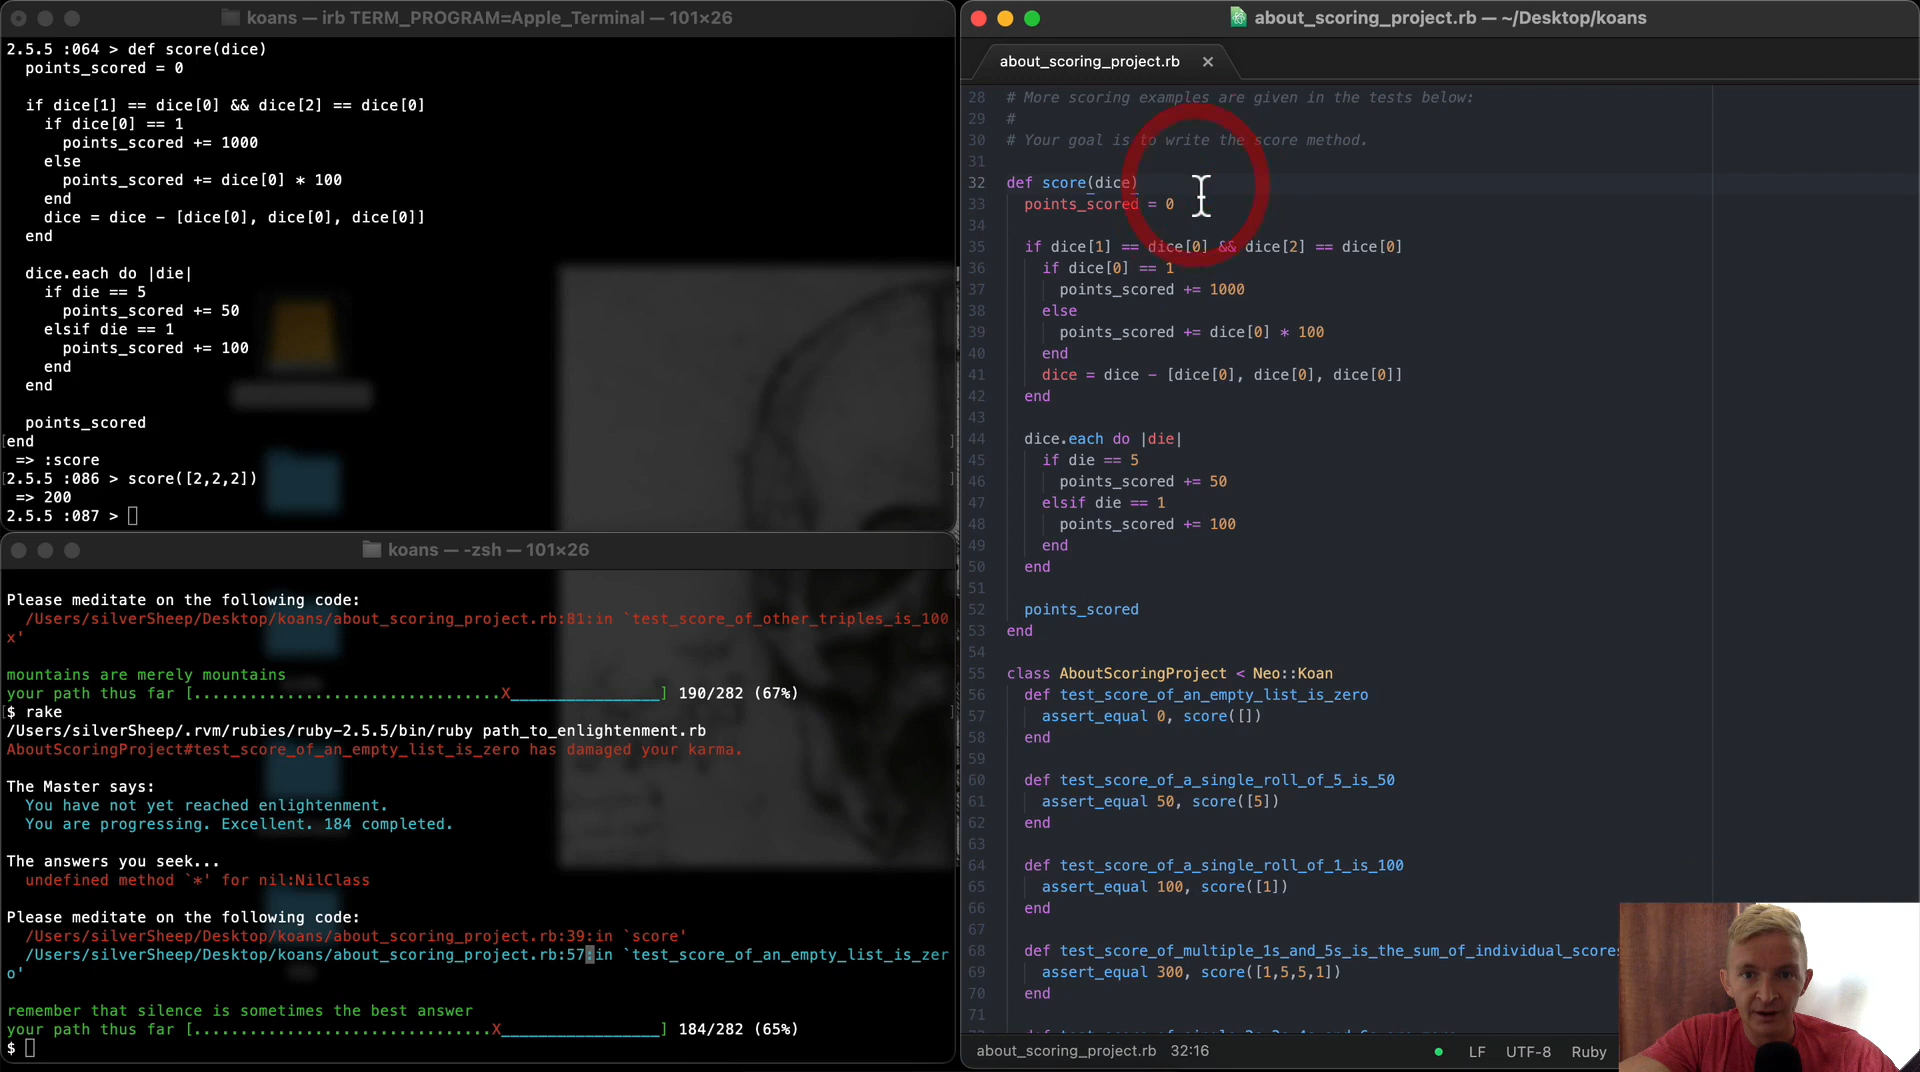 koans — irb TERM_PROGRAM=Apple_Terminal — 101×26
2.5.5 :064 > def score(dice)
points_scored = 0
if dice[1] == dice[0] && dice[2] == dice[0]
if dice[0] == 1
points_scored += 1000
else
points_scored += dice[0] * 100
end
dice = dice - [dice[0], dice[0], dice[0]]
end
dice.each do |die|
if die == 5
points_scored += 50
elsif die == 1
points_scored += 100
end
end
points_scored
[end ]
=> :score
[2.5.5 :086 > score([2,2,2]) ]
=> 200
2.5.5 :087 >
koans — -zsh — 101×26
Please meditate on the following code:
/Users/silverSheep/Desktop/koans/about_scoring_project.rb:81:in `test_score_of_other_triples_is_100
x'
mountains are merely mountains
your path thus far [...............................X_________________] 190/282 (67%)
[$ rake ]
/Users/silverSheep/.rvm/rubies/ruby-2.5.5/bin/ruby path_to_enlightenment.rb
AboutScoringProject#test_score_of_an_empty_list_is_zero has damaged your karma.
The Master says:
You have not yet reached enlightenment.
You are progressing. Excellent. 184 completed.
The answers you seek...
undefined method `*' for nil:NilClass
Please meditate on the following code:
/Users/silverSheep/Desktop/koans/about_scoring_project.rb:39:in `score'
/Users/silverSheep/Desktop/koans/about_scoring_project.rb:57:in `test_score_of_an_empty_list_is_zer
o'
remember that silence is sometimes the best answer
your path thus far [..............................X__________________] 184/282 (65%)
$
about_scoring_project.rb — ~/Desktop/koans
about_scoring_project.rb ×
28 # More scoring examples are given in the tests below:
29 #
30 # Your goal is to write the score method.
31
32 def score(dice)
33 points_scored = 0
34
35 if dice[1] == dice[0] && dice[2] == dice[0]
36 if dice[0] == 1
37 points_scored += 1000
38 else
39 points_scored += dice[0] * 100
40 end
41 dice = dice - [dice[0], dice[0], dice[0]]
42 end
43
44 dice.each do |die|
45 if die == 5
46 points_scored += 50
47 elsif die == 1
48 points_scored += 100
49 end
50 end
51
52 points_scored
53 end
54
55 class AboutScoringProject < Neo::Koan
56 def test_score_of_an_empty_list_is_zero
57 assert_equal 0, score([])
58 end
59
60 def test_score_of_a_single_roll_of_5_is_50
61 assert_equal 50, score([5])
62 end
63
64 def test_score_of_a_single_roll_of_1_is_100
65 assert_equal 100, score([1])
66 end
67
68 def test_score_of_multiple_1s_and_5s_is_the_sum_of_individual_scores
69 assert_equal 300, score([1,5,5,1])
70 end
71
about_scoring_project.rb 32:16 LF UTF-8 Ruby